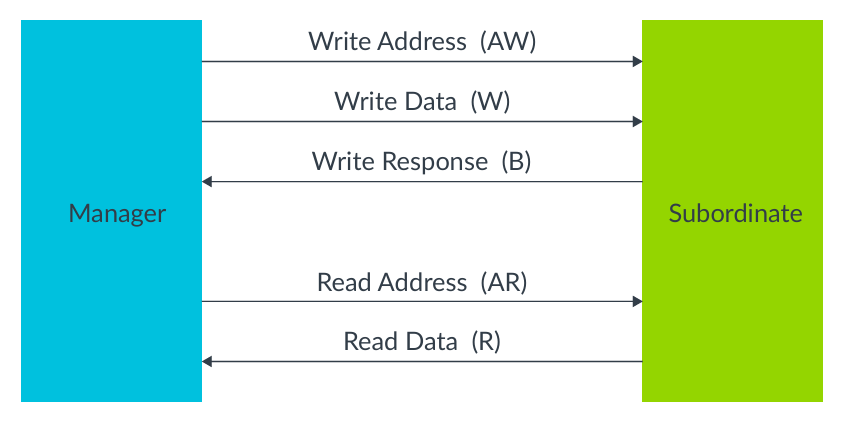 Write Address (AW)
Write Data (W)
Write Response (B)
Manager
Subordinate
Read Address (AR)
Read Data (R)